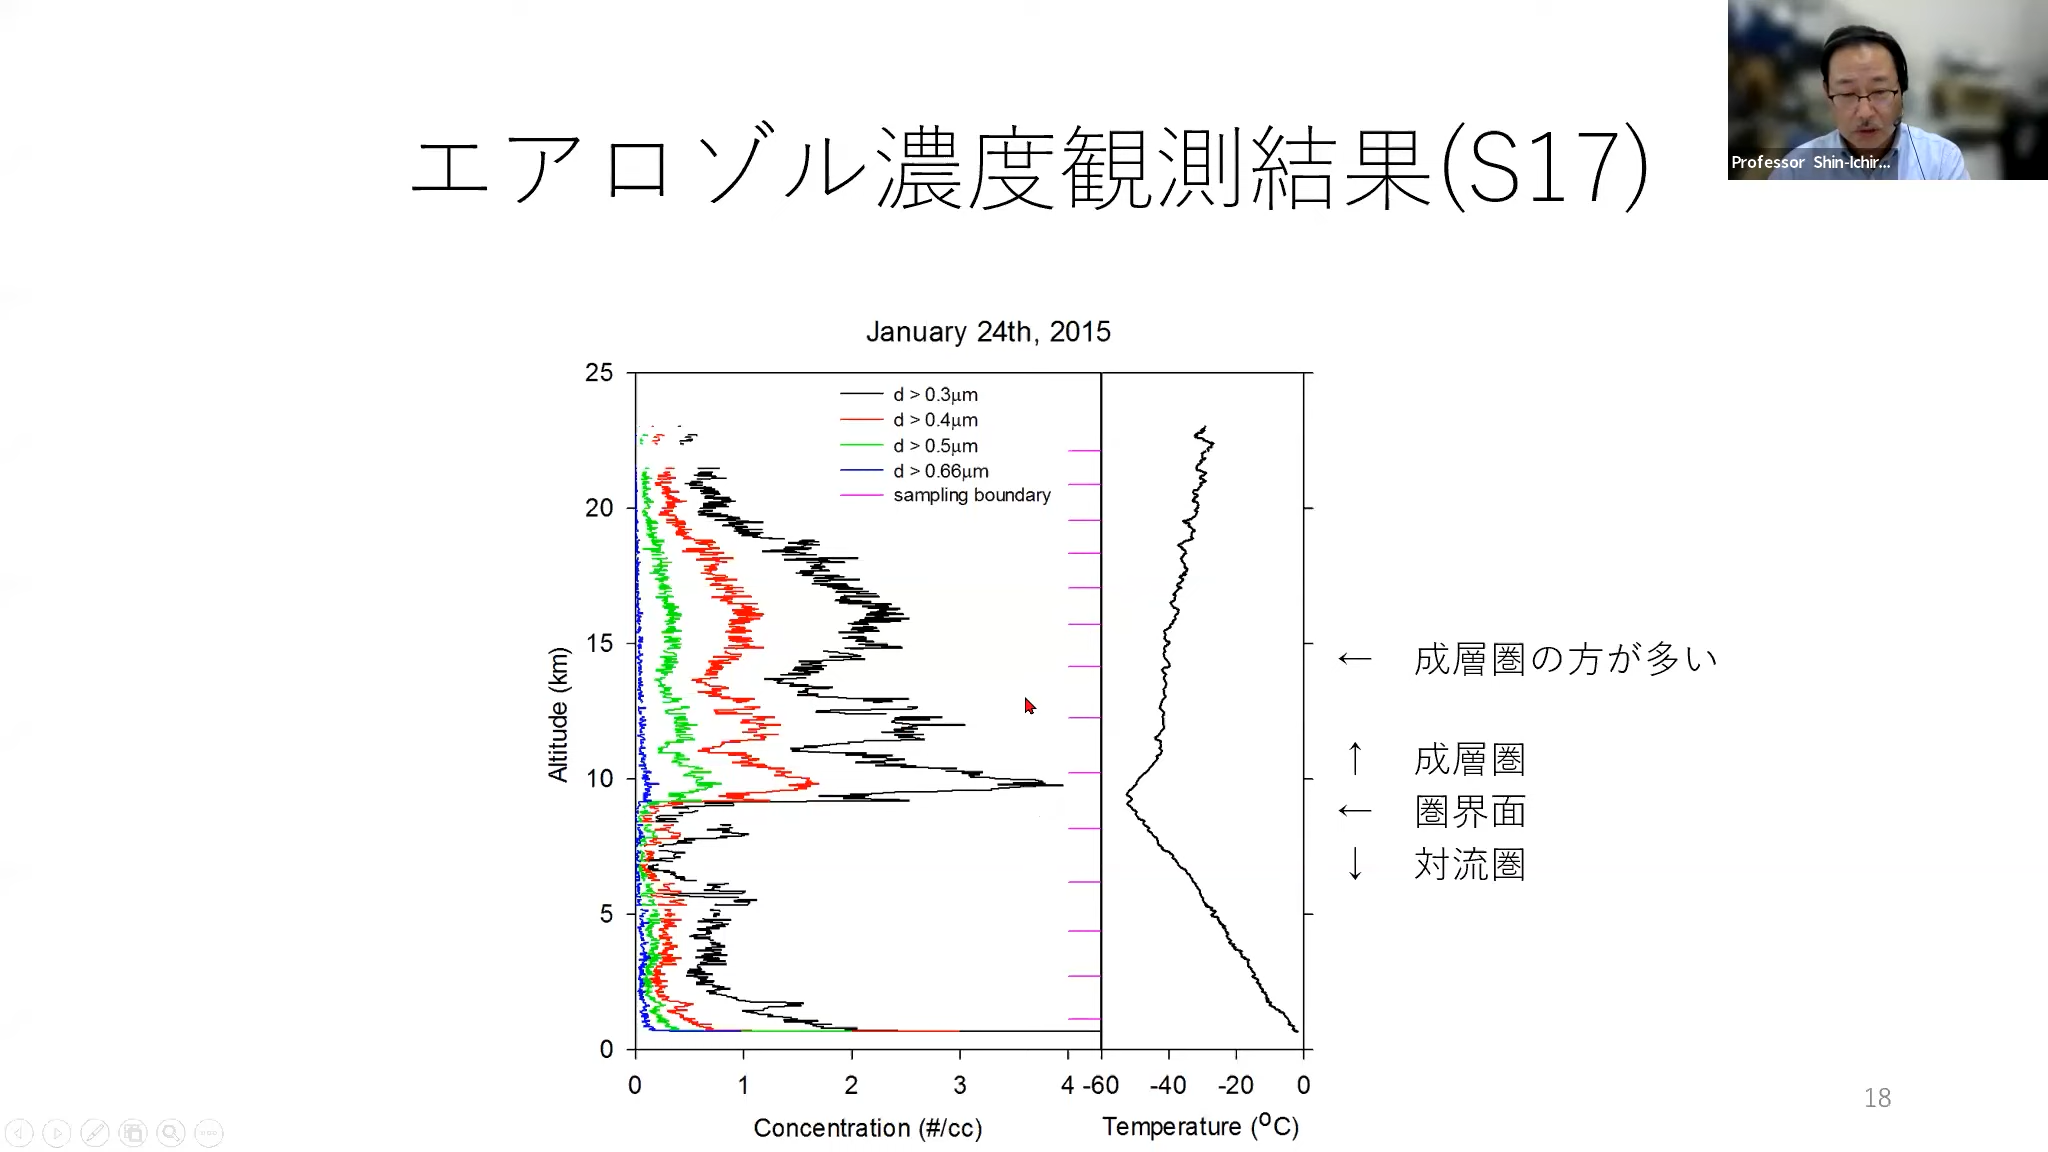 Professor Shin-Ichir...
エアロゾル濃度観測結果(S17)
January 24th, 2015
25
20
15
10
5
0
Altitude (km)
d > 0.3μm
d > 0.4μm
d > 0.5μm
d > 0.66μm
sampling boundary
0 1 2 3 4 -60 -40 -20 0
Concentration (#/cc)
Temperature (⁰C)
← 成層圏の方が多い
↑ 成層圏
← 圏界面
↓ 対流圏
18